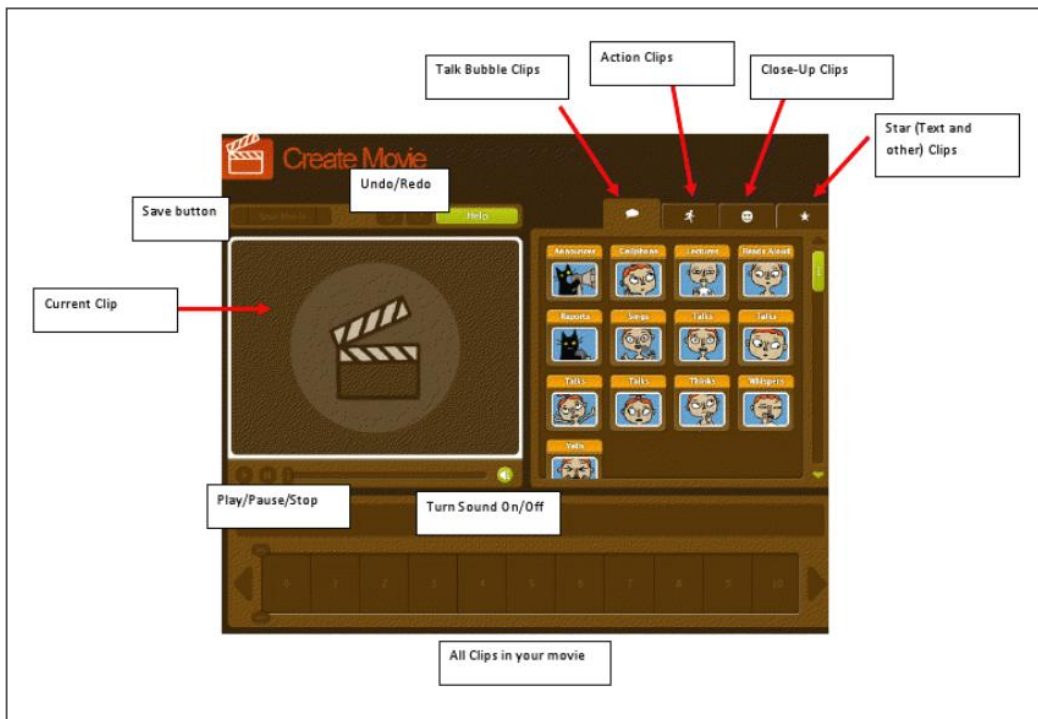 Talk Bubble Clips
Action Clips
Close-Up Clips
Star (Text and
other) Clips
Create Movie
Undo/Redo
Save button
Help
Current Clip
Announces
Cellphone
Lectures
Reads Aloud
Reports
Sings
Talks
Talks
Talks
Talks
Thinks
Whispers
Yells
Play/Pause/Stop
Turn Sound On/Off
0 1 2 3 4 5 6 7 8 9 10
All Clips in your movie